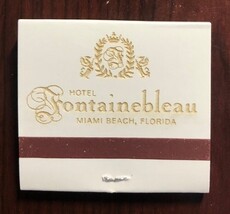 F
HOTEL
Fontainebleau
MIAMI BEACH, FLORIDA